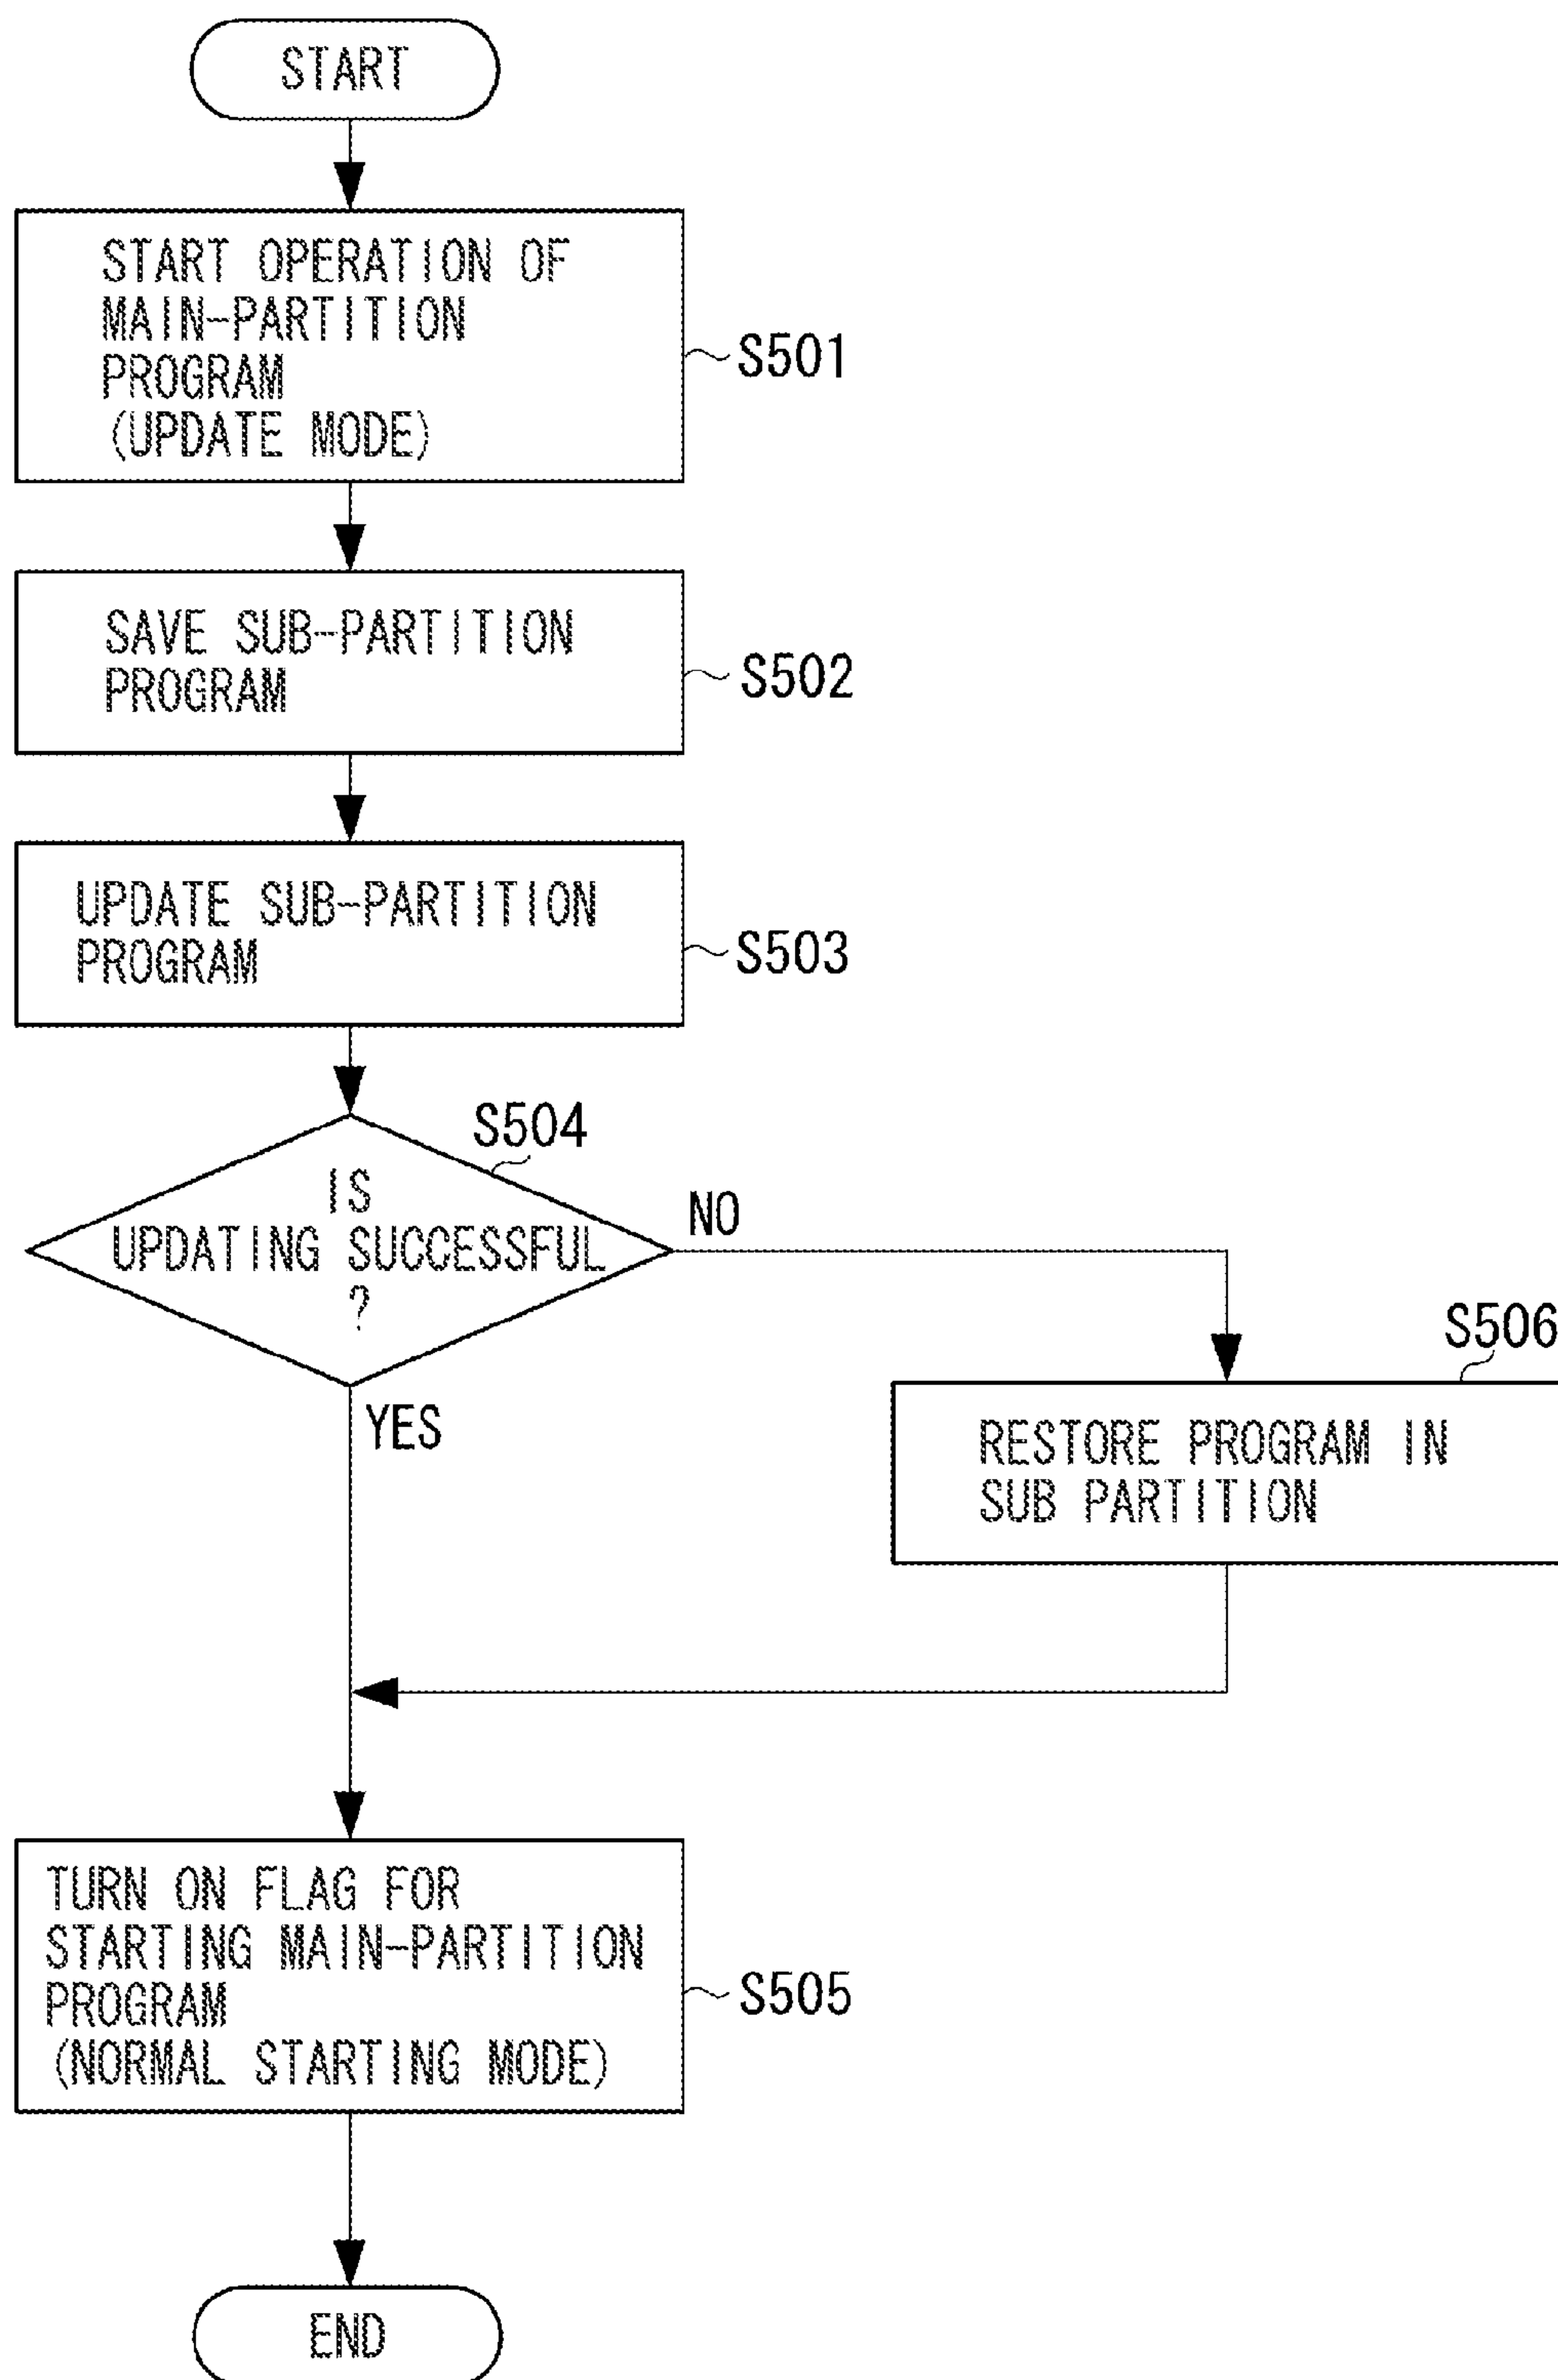 START
START OPERATION OF
MAIN-PARTITION
PROGRAM
(UPDATE MODE)
S501
SAVE SUB-PARTITION
PROGRAM
S502
UPDATE SUB-PARTITION
PROGRAM
S503
S504
IS
UPDATING SUCCESSFUL
?
NO
YES
S506
RESTORE PROGRAM IN
SUB PARTITION
TURN ON FLAG FOR
STARTING MAIN-PARTITION
PROGRAM
(NORMAL STARTING MODE)
S505
END